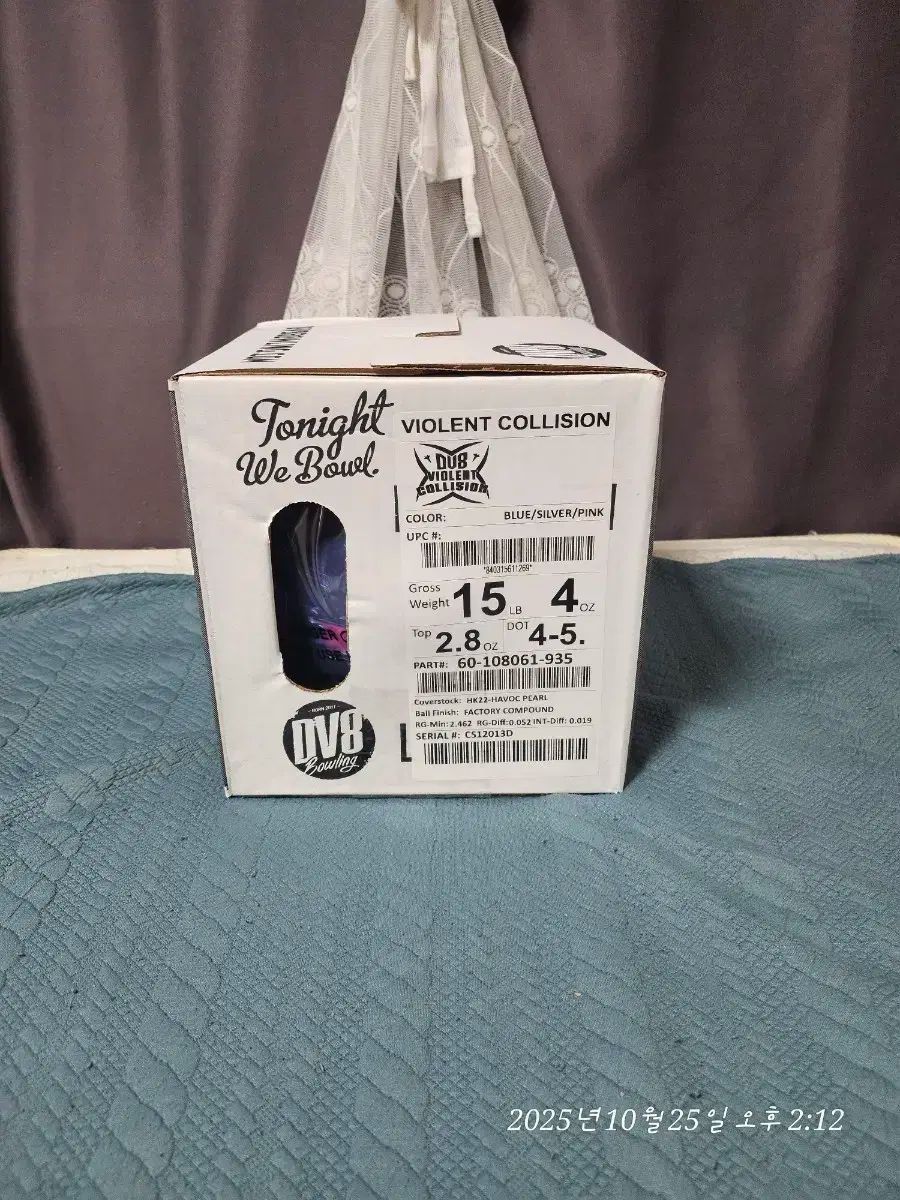 Tonight
We Bowl.
VIOLENT COLLISION
DV8
VIOLENT
COLLISION
COLOR: BLUE/SILVER/PINK
UPC #:
*840315611269*
Gross
Weight 15 LB 4 OZ
Top 2.8 OZ DOT 4-5.
PART#: 60-108061-935
Coverstock: HK22-HAVOC PEARL
Ball Finish: FACTORY COMPOUND
RG-Min: 2.462 RG-Diff:0.052 INT-Diff: 0.019
SERIAL #: CS12013D
DV8
Bowling
2025년10월25일 오후 2:12